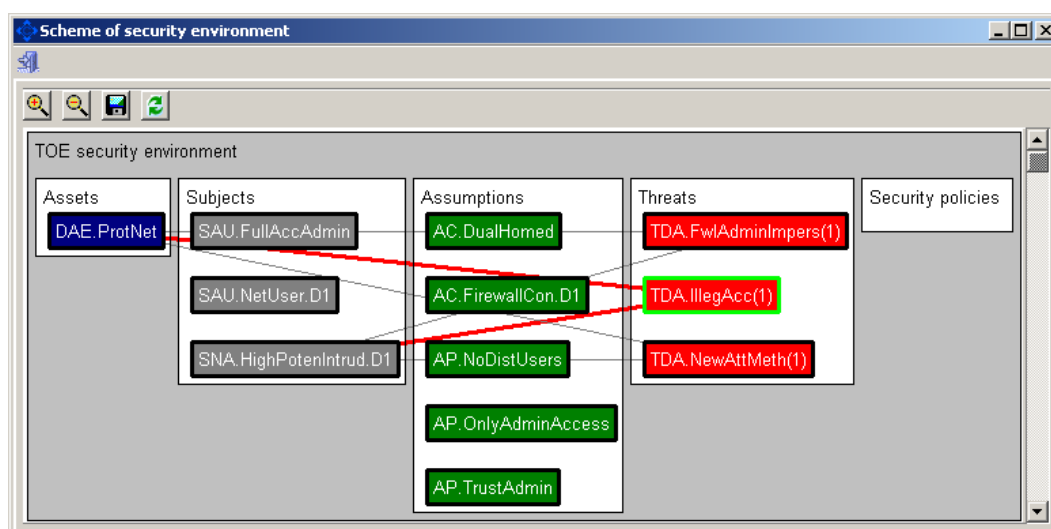 Scheme of security environment
TOE security environment
Assets
DAE.ProtNet
Subjects
SAU.FullAccAdmin
SAU.NetUser.D1
SNA.HighPotenIntrud.D1
Assumptions
AC.DualHomed
AC.FirewallCon.D1
AP.NoDistUsers
AP.OnlyAdminAccess
AP.TrustAdmin
Threats
TDA.FwlAdminImpers(1)
TDA.IllegAcc(1)
TDA.NewAttMeth(1)
Security policies